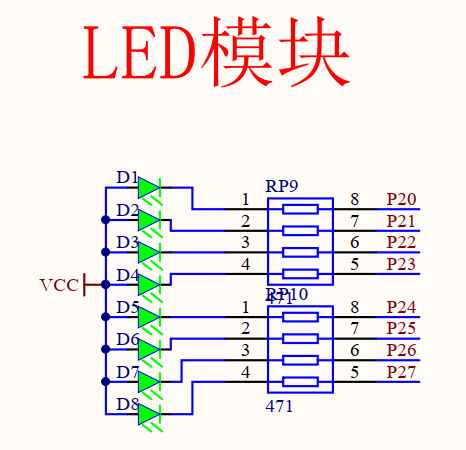 LED模块
D1
RP9
1 8 P20
D2
2 7 P21
D3
3 6 P22
D4
4 5 P23
VCC
471
RP10
D5
1 8 P24
D6
2 7 P25
D7
3 6 P26
D8
4 5 P27
471